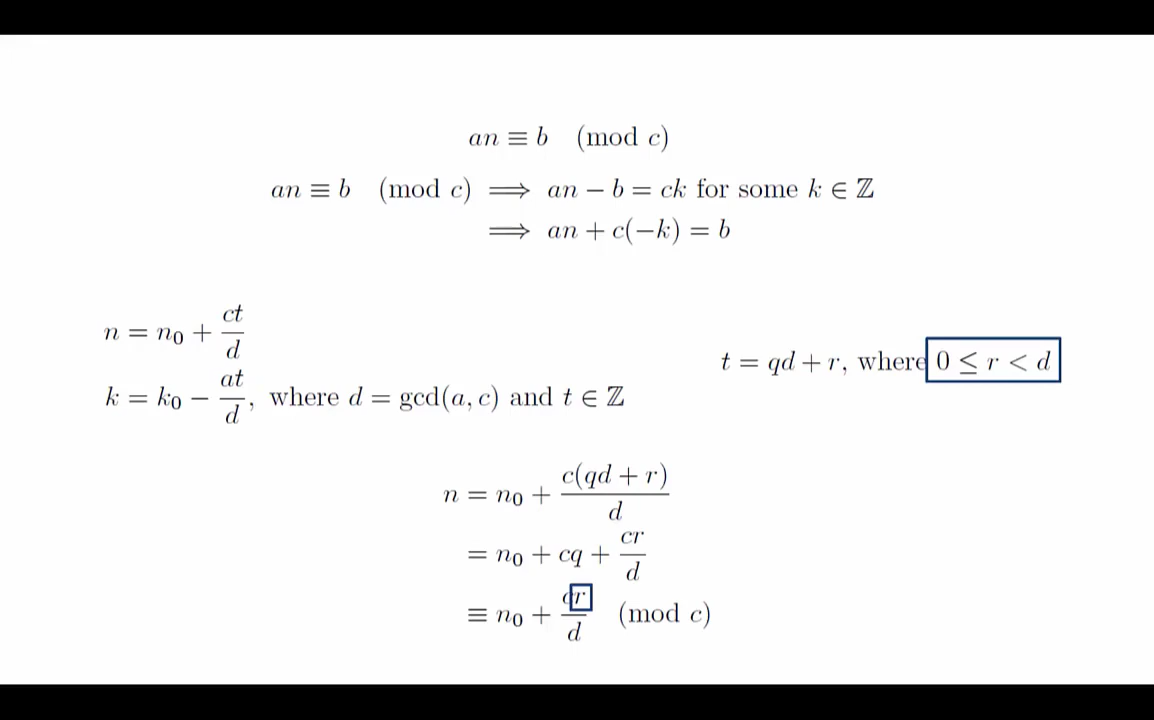 an ≡ b (mod c)
an ≡ b (mod c) ⟹ an − b = ck for some k ∈ ℤ
⟹ an + c(−k) = b
n = n₀ + ct/d
k = k₀ − at/d, where d = gcd(a, c) and t ∈ ℤ
t = qd + r, where 0 ≤ r < d
n = n₀ + c(qd + r)/d
= n₀ + cq + cr/d
≡ n₀ + cr/d (mod c)